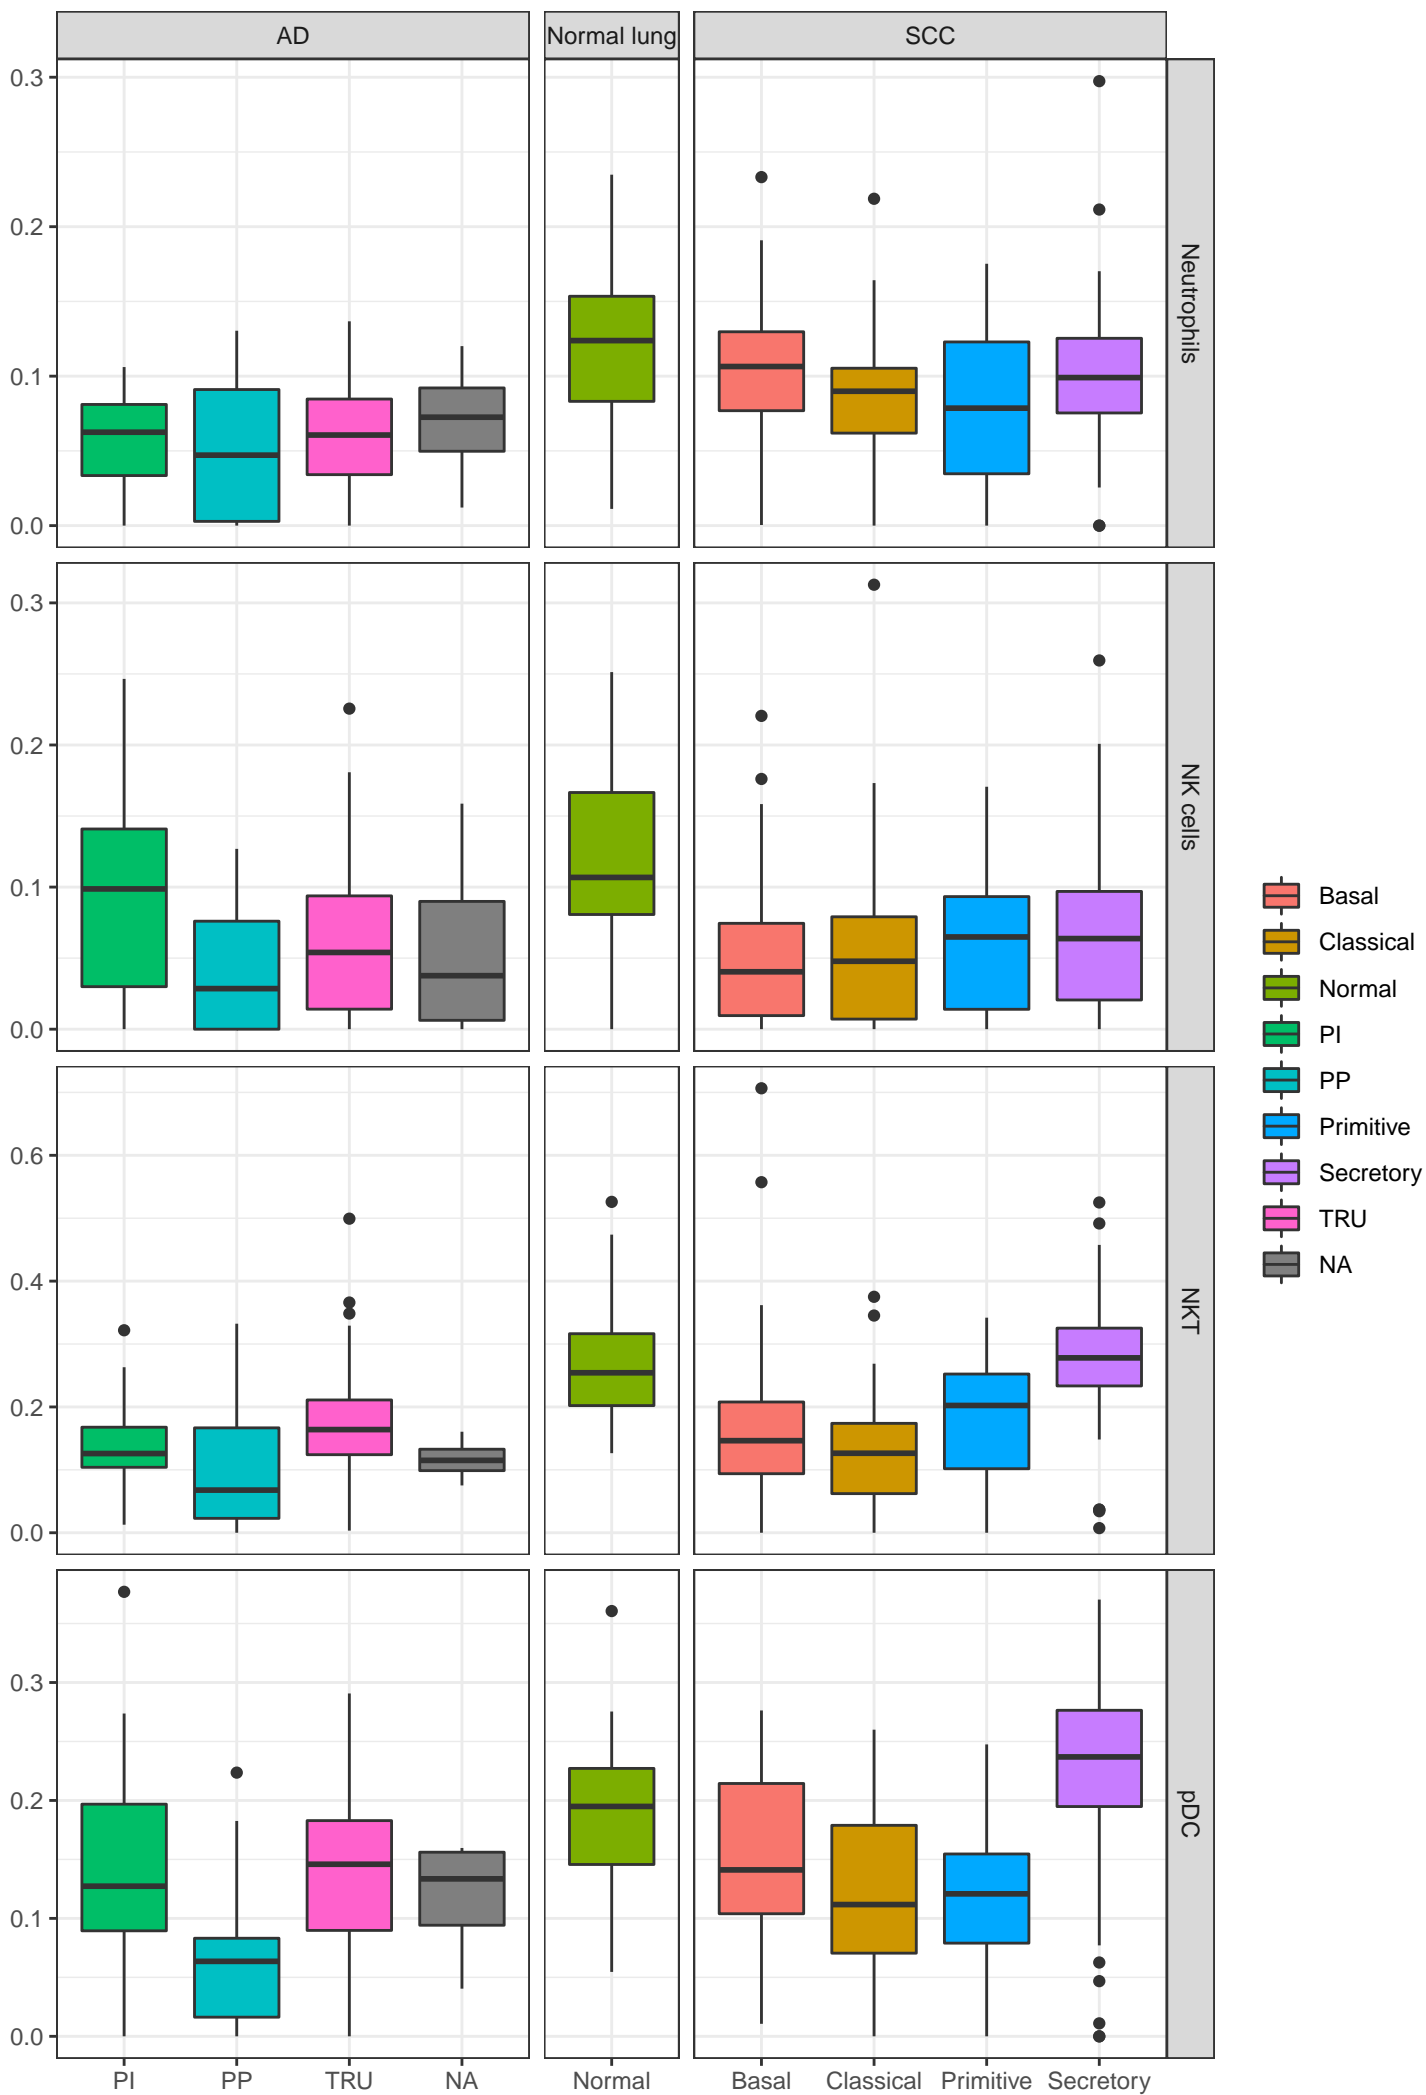 AD
Normal lung
SCC
0.3
0.2
0.1
0.0
Neutrophils
0.3
0.2
0.1
0.0
NK cells
0.6
0.4
0.2
0.0
NKT
0.3
0.2
0.1
0.0
pDC
PI
PP
TRU
NA
Normal
Basal
Classical
Primitive
Secretory
Basal
Classical
Normal
PI
PP
Primitive
Secretory
TRU
NA